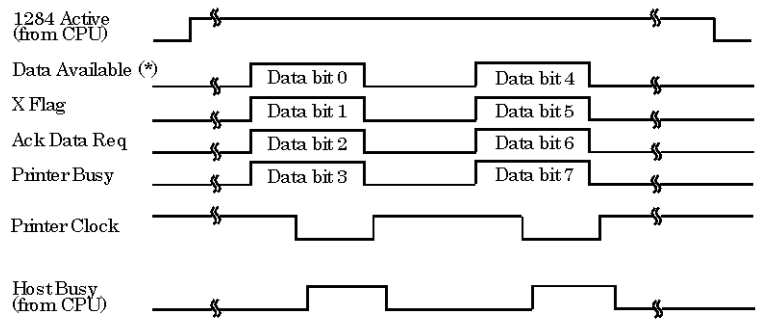 1284 Active
(from CPU)
Data Available (*)
Data bit 0
Data bit 4
X Flag
Data bit 1
Data bit 5
Ack Data Req
Data bit 2
Data bit 6
Printer Busy
Data bit 3
Data bit 7
Printer Clock
Host Busy
(from CPU)